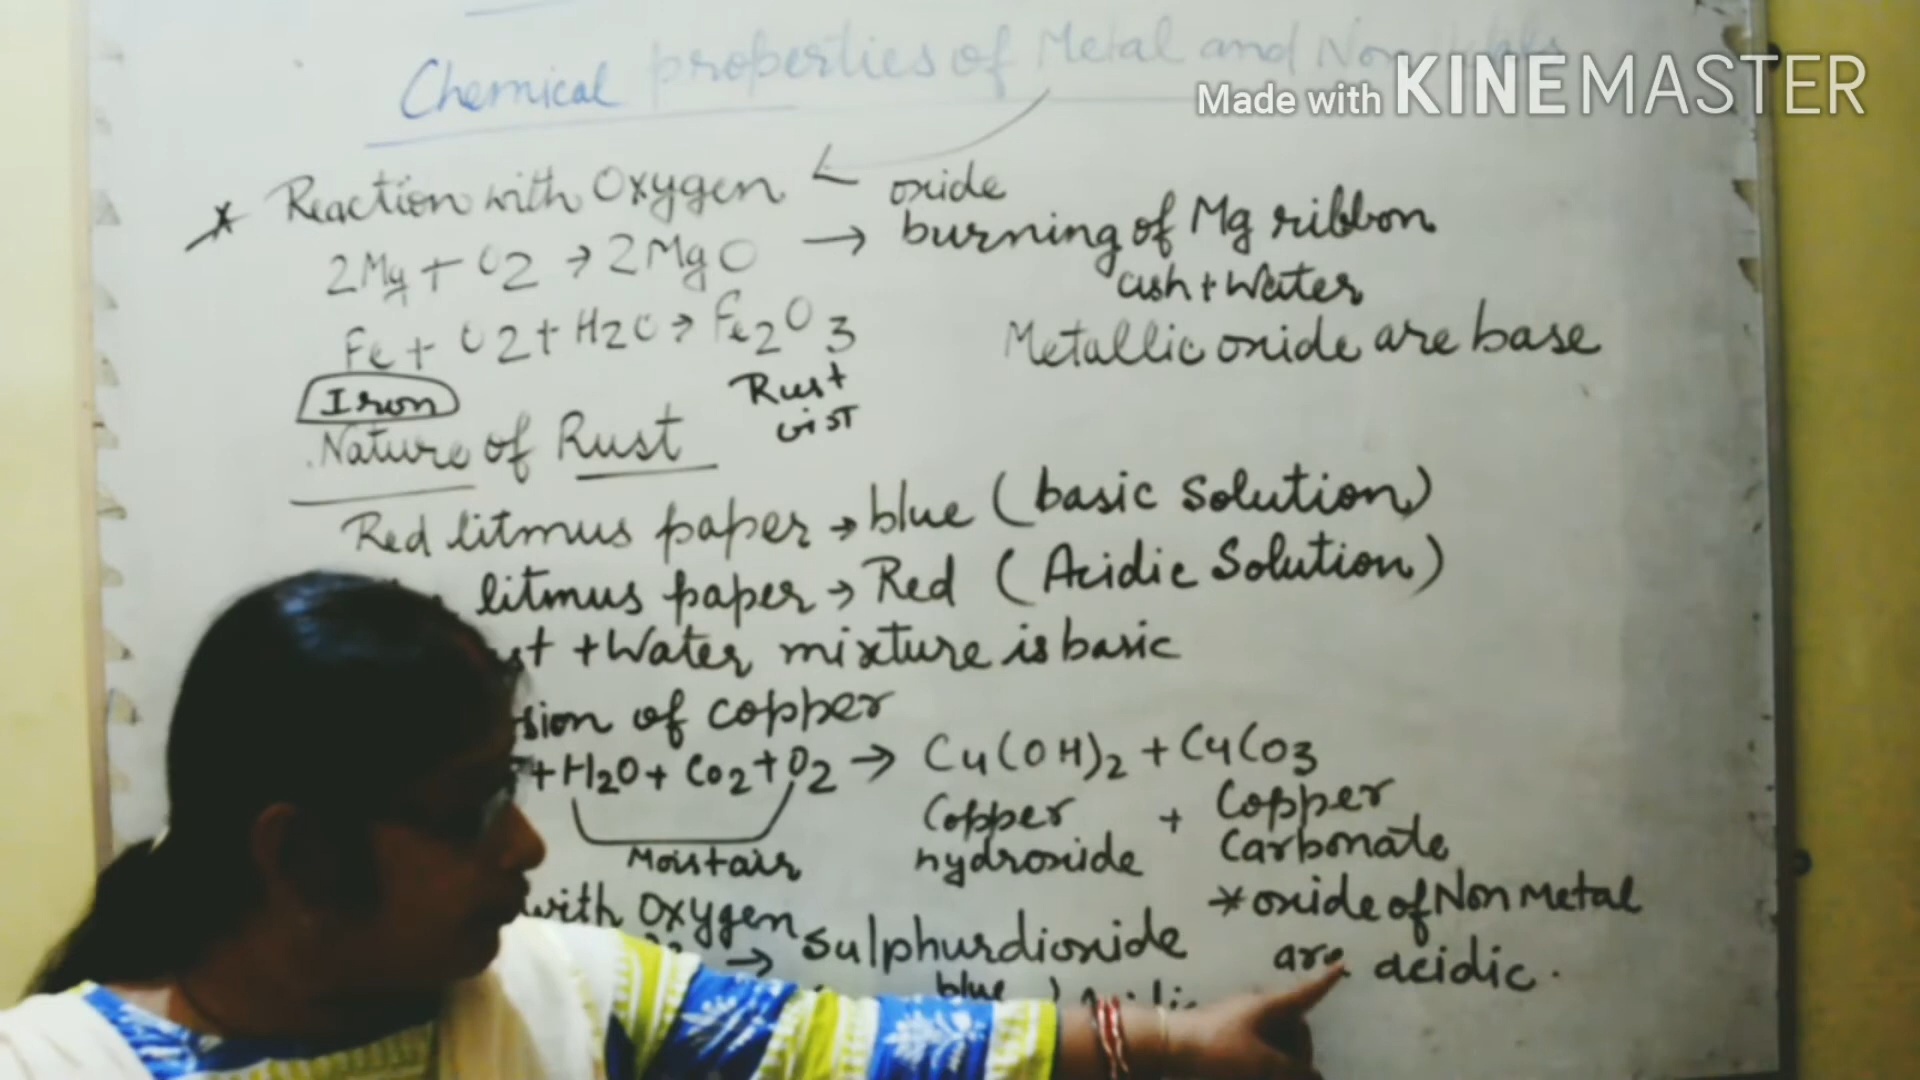 Chemical properties of Metal and Non
Made with KINEMASTER
* Reaction with Oxygen oxide
2Mg + O2 → 2MgO → burning of Mg ribbon
ash + Water
Fe + O2 + H2O → Fe2O3
Metallic oxide are base
Iron
Rust
Nature of Rust
Red litmus paper → blue (basic Solution)
litmus paper → Red (Acidic Solution)
+ Water mixture is basic
sion of copper
+ H2O + Co2 + O2 → Cu(OH)2 + CuCO3
Moist air
Copper hydroxide + Copper Carbonate
with Oxygen
→ Sulphurdioxide
blue
* oxide of Non Metal
are acidic.